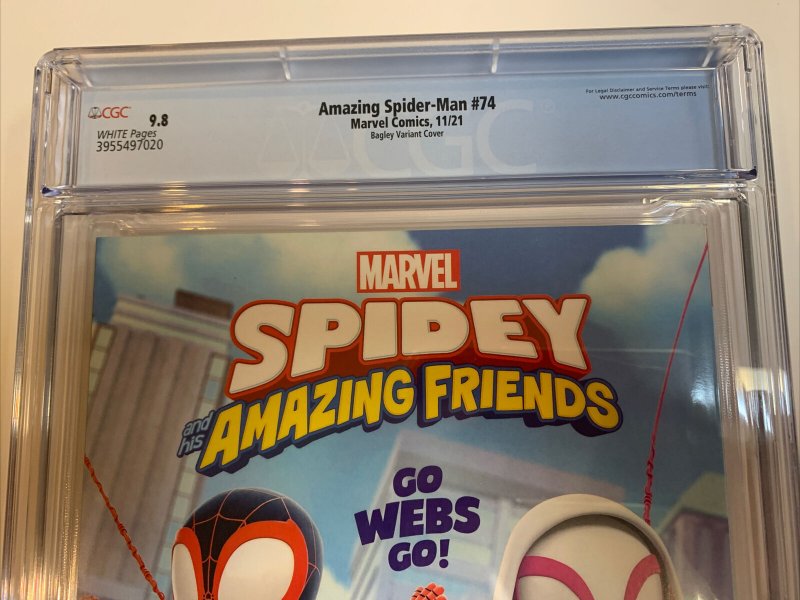 CGC 9.8
WHITE Pages
3955497020
Amazing Spider-Man #74
Marvel Comics, 11/21
Bagley Variant Cover
For Legal Disclaimer and Service Terms please visit:
www.cgccomics.com/terms
CGC
MARVEL
SPIDEY
and his
AMAZING FRIENDS
GO
WEBS
GO!